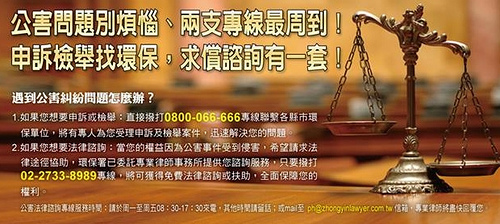 公害問題別煩惱、兩支專線最周到！
申訴檢舉找環保，求償諮詢有一套！
遇到公害糾紛問題怎麼辦？
1.如果您想要申訴或檢舉：直接撥打0800-066-666專線聯繫各縣市環
保單位，將有專人為您受理申訴及檢舉案件，迅速解決您的問題
2.如果您想要法律諮詢：當您的權益因為公害事件受到侵害，希望請求法
律途徑協助，環保署已委託專業律師事務所提供您諮詢服務，只要撥打
02-2733-8989專線，將可獲得免費法律諮詢或扶助，全面保障您的
權利。
公害法律諮詢專線服務時間：請於周一至周五08：30-17：30來電，其他時間請留話；或mail至 ph@zhongyinlawyer.com.tw 信箱，專業律師將盡快回覆您。